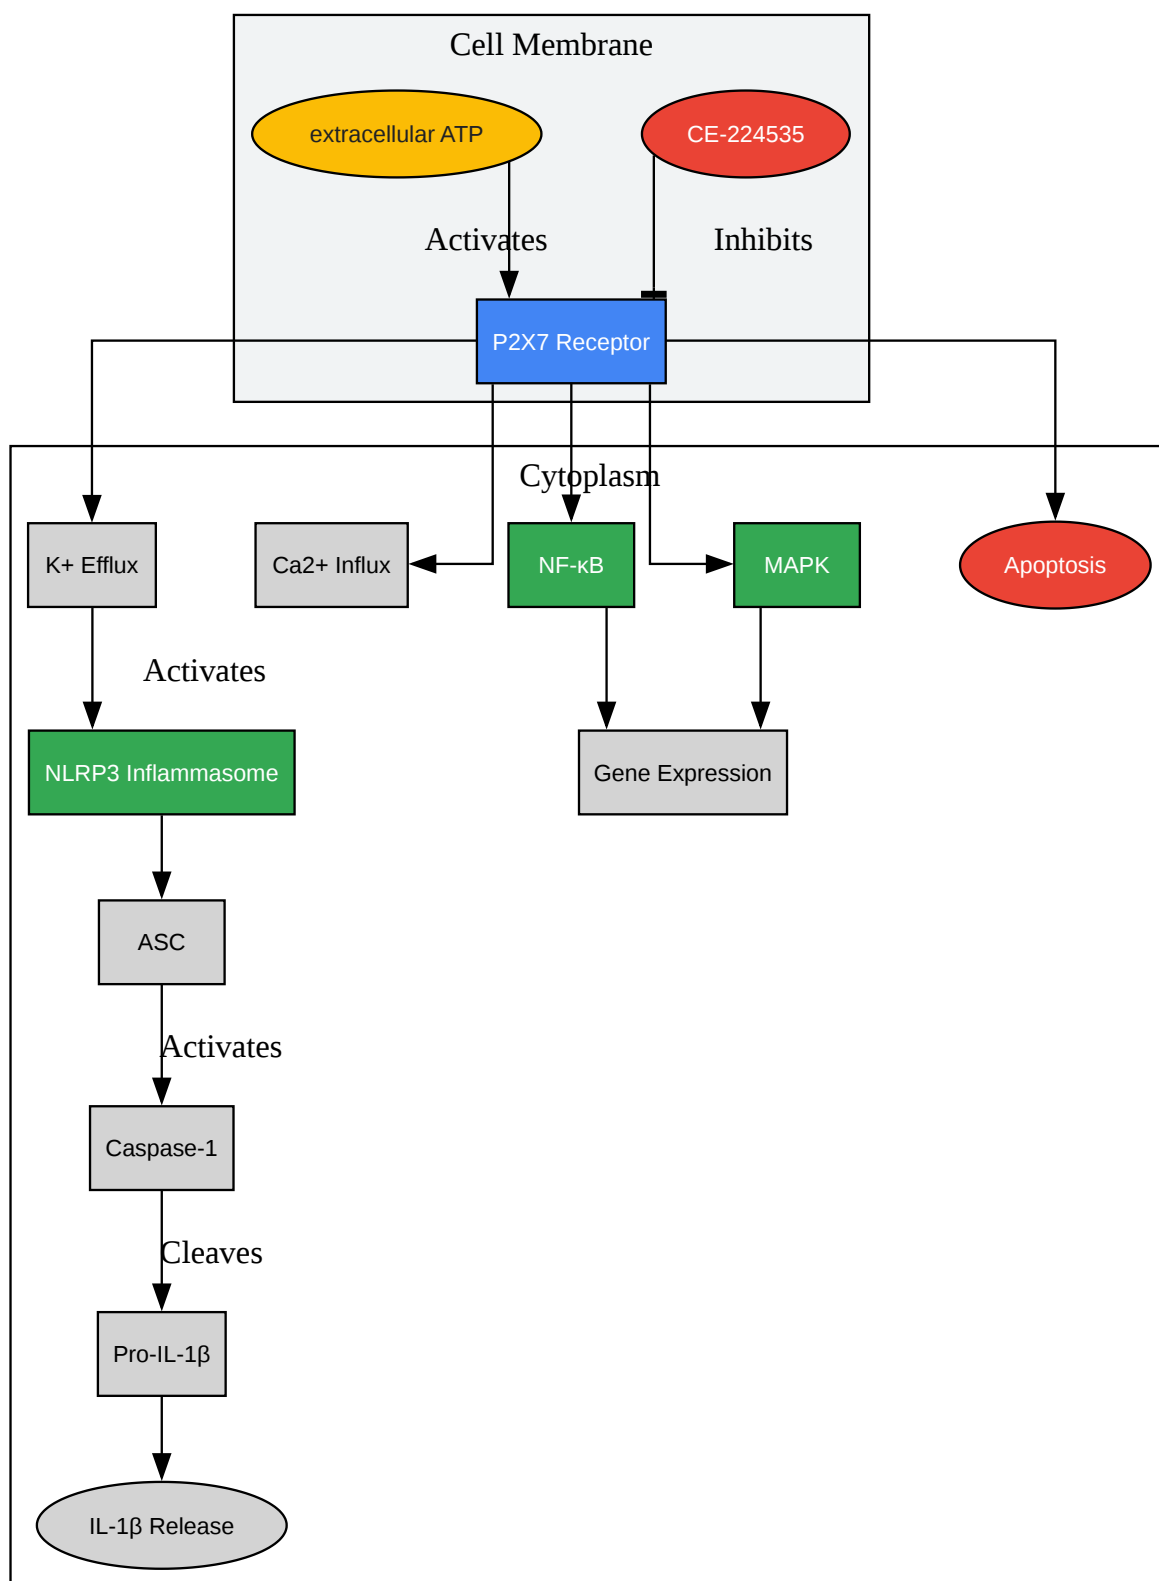 Cell Membrane
extracellular ATP
CE-224535
Activates
Inhibits
P2X7 Receptor
Cytoplasm
K+ Efflux
Ca2+ Influx
NF-κB
MAPK
Apoptosis
Activates
NLRP3 Inflammasome
Gene Expression
ASC
Activates
Caspase-1
Cleaves
Pro-IL-1β
IL-1β Release